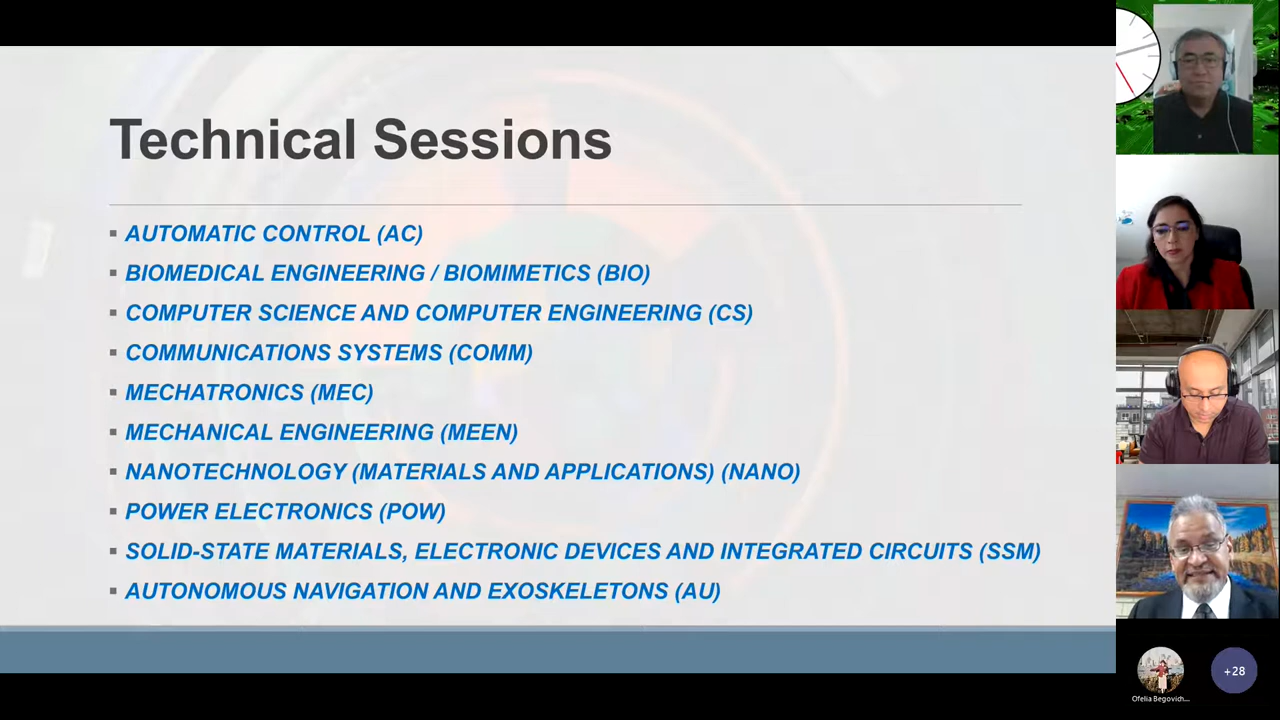 Technical Sessions
AUTOMATIC CONTROL (AC)
BIOMEDICAL ENGINEERING / BIOMIMETICS (BIO)
COMPUTER SCIENCE AND COMPUTER ENGINEERING (CS)
COMMUNICATIONS SYSTEMS (COMM)
MECHATRONICS (MEC)
MECHANICAL ENGINEERING (MEEN)
NANOTECHNOLOGY (MATERIALS AND APPLICATIONS) (NANO)
POWER ELECTRONICS (POW)
SOLID-STATE MATERIALS, ELECTRONIC DEVICES AND INTEGRATED CIRCUITS (SSM)
AUTONOMOUS NAVIGATION AND EXOSKELETONS (AU)
+28
Ofelia Begovich...